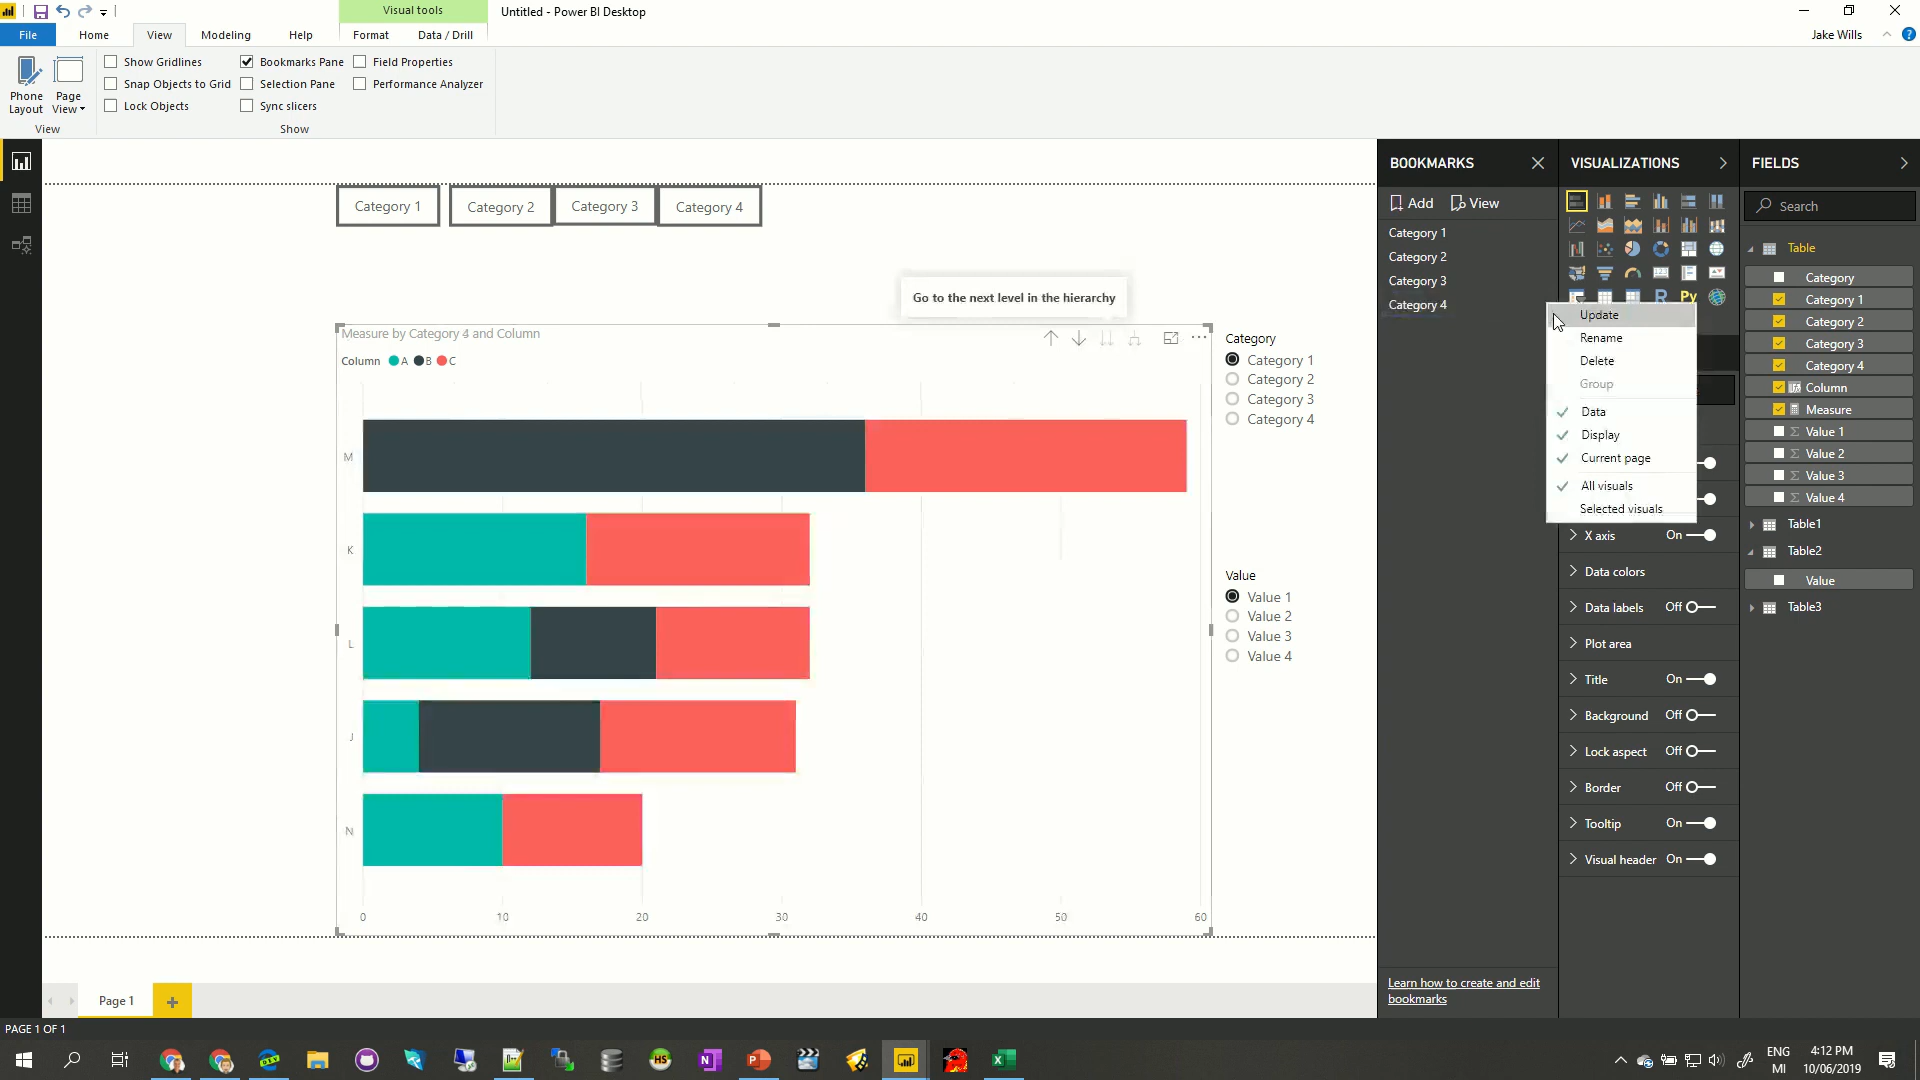 Visual tools
Untitled - Power BI Desktop
File
Home
View
Modeling
Help
Format
Data / Drill
Jake Wills
Phone Layout
Page View
Show Gridlines
Snap Objects to Grid
Lock Objects
Bookmarks Pane
Selection Pane
Sync slicers
Field Properties
Performance Analyzer
View
Show
Category 1
Category 2
Category 3
Category 4
Go to the next level in the hierarchy
Measure by Category 4 and Column
Column A B C
M
K
L
J
N
0 10 20 30 40 50 60
Category
Category 1
Category 2
Category 3
Category 4
Value
Value 1
Value 2
Value 3
Value 4
BOOKMARKS
Add
View
Category 1
Category 2
Category 3
Category 4
Learn how to create and edit
bookmarks
VISUALIZATIONS
R
Py
Update
Rename
Delete
Group
Data
Display
Current page
All visuals
Selected visuals
X axis On
Data colors
Data labels Off
Plot area
Title On
Background Off
Lock aspect Off
Border Off
Tooltip On
Visual header On
FIELDS
Search
Table
Category
Category 1
Category 2
Category 3
Category 4
Column
Measure
Σ Value 1
Σ Value 2
Σ Value 3
Σ Value 4
Table1
Table2
Value
Table3
Page 1
PAGE 1 OF 1
ENG
MI
4:12 PM
10/06/2019